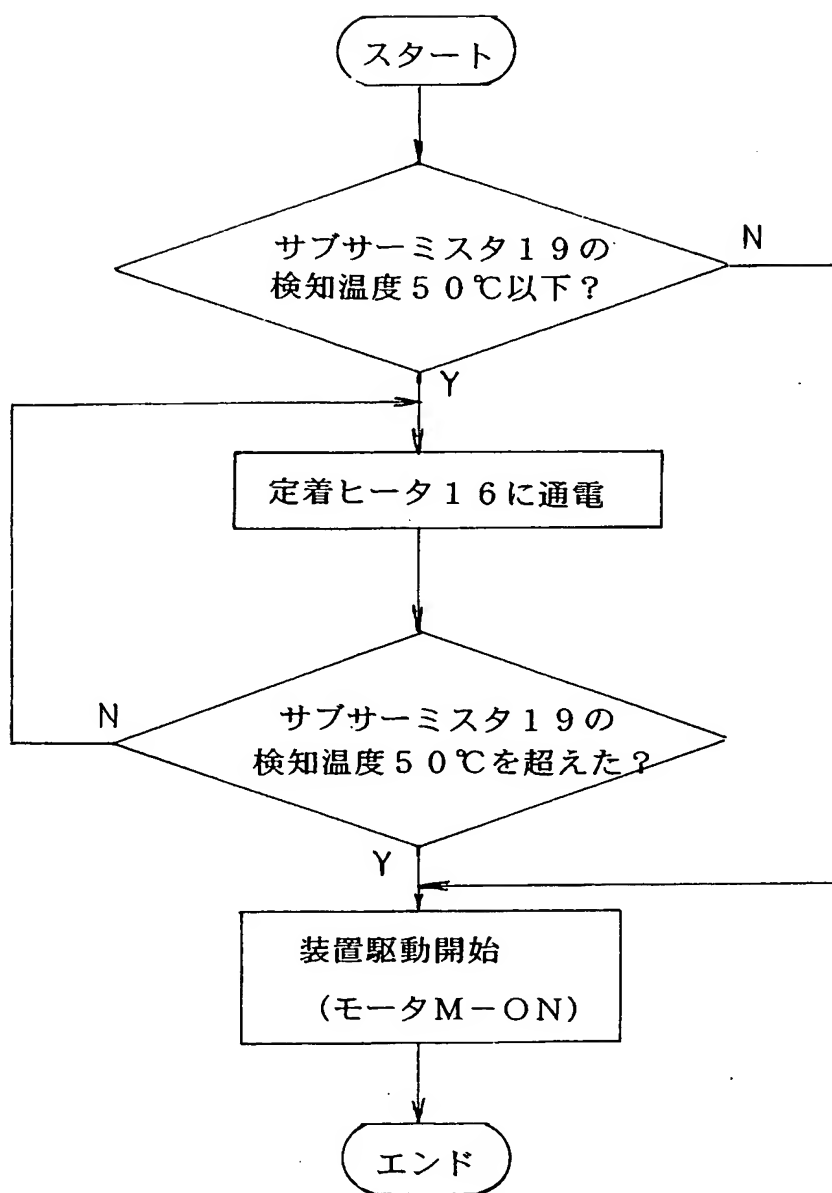 スタート
サブサーミスタ19の
検知温度50℃以下?
N
Y
定着ヒータ16に通電
サブサーミスタ19の
検知温度50℃を超えた?
N
Y
装置駆動開始
(モータM-ON)
エンド